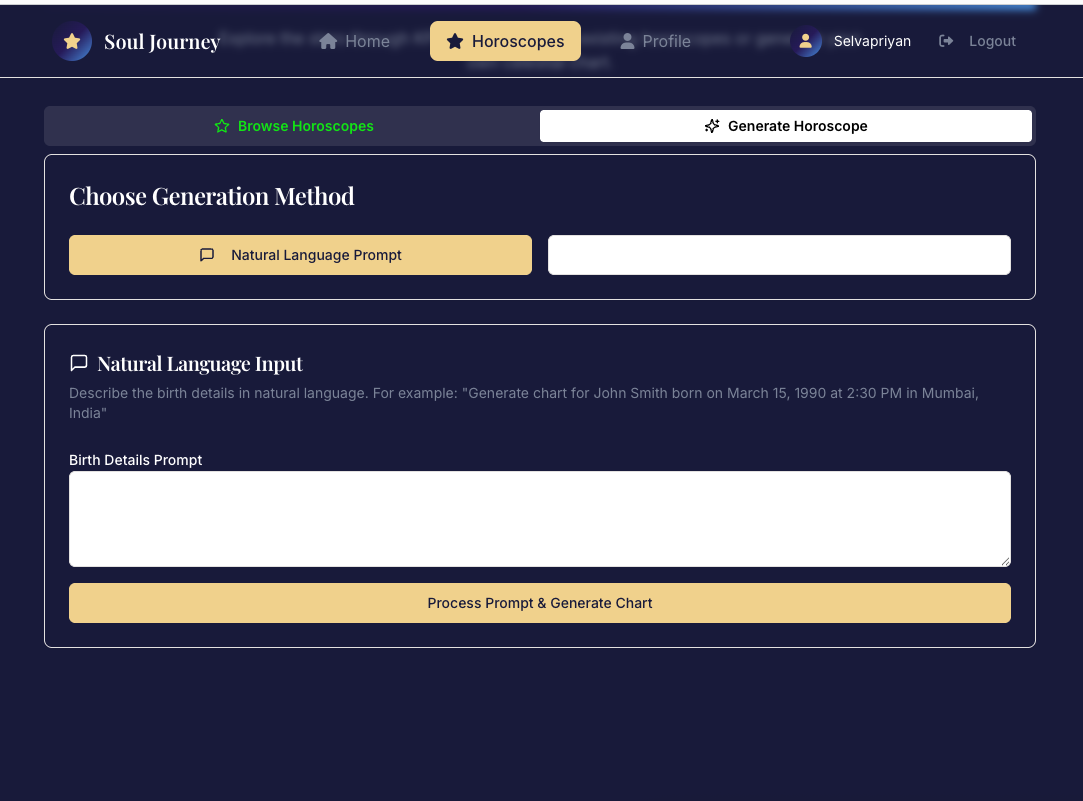 Soul Journey
Home
Horoscopes
Profile
Selvapriyan
Logout
Browse Horoscopes
Generate Horoscope
Choose Generation Method
Natural Language Prompt
Natural Language Input
Describe the birth details in natural language. For example: "Generate chart for John Smith born on March 15, 1990 at 2:30 PM in Mumbai,
India"
Birth Details Prompt
Process Prompt & Generate Chart